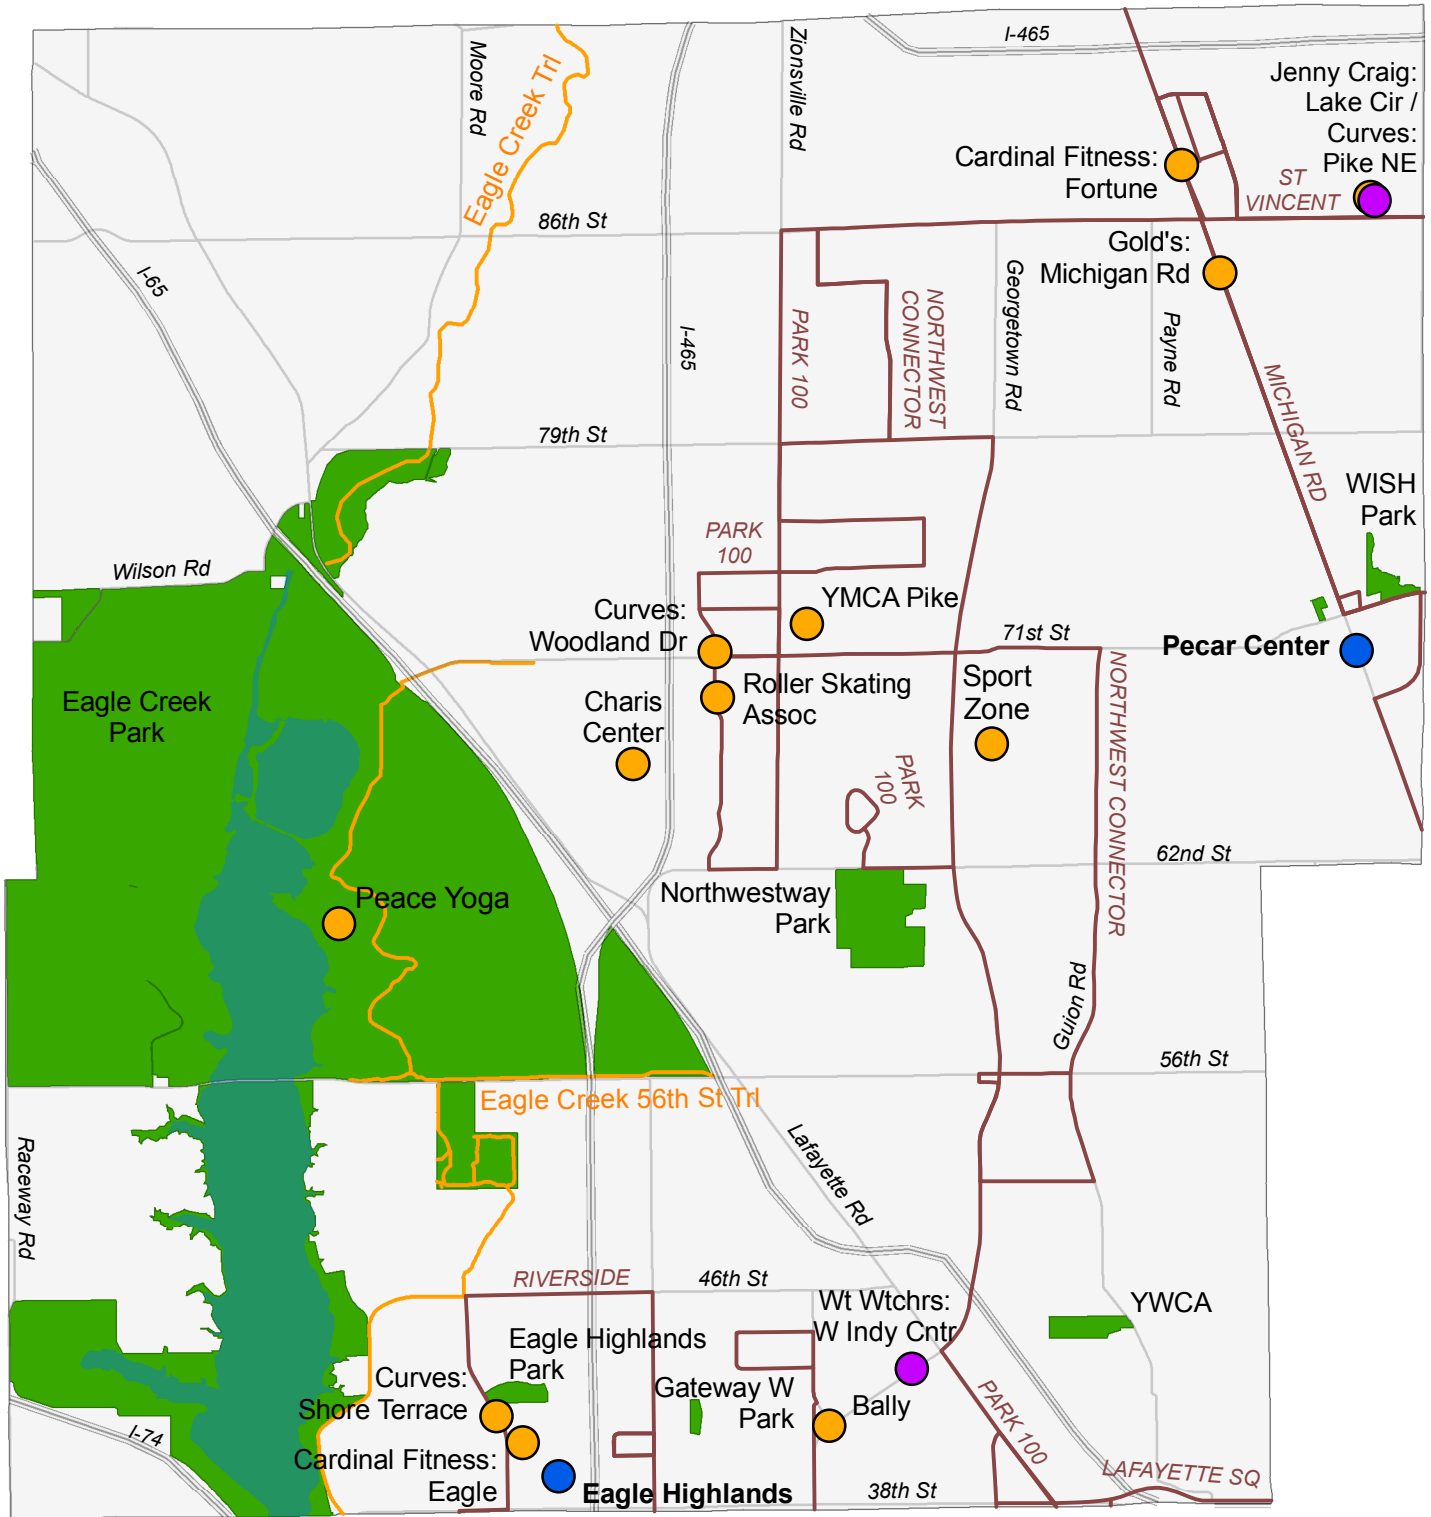 I-465
Moore Rd
Eagle Creek Trl
Zionsville Rd
Jenny Craig:
Lake Cir /
Curves:
Pike NE
Cardinal Fitness:
Fortune
ST
VINCENT
86th St
Gold's:
Michigan Rd
I-65
I-465
PARK 100
NORTHWEST
CONNECTOR
Georgetown Rd
Payne Rd
MICHIGAN RD
79th St
WISH
Park
PARK
100
Wilson Rd
Curves:
Woodland Dr
YMCA Pike
71st St
Pecar Center
Eagle Creek
Park
Charis
Center
Roller Skating
Assoc
Sport
Zone
NORTHWEST CONNECTOR
PARK
100
62nd St
Peace Yoga
Northwestway
Park
Guion Rd
56th St
Eagle Creek 56th St Trl
Raceway Rd
Lafayette Rd
RIVERSIDE
46th St
Wt Wtchrs:
W Indy Cntr
YWCA
Eagle Highlands
Park
Curves:
Shore Terrace
Gateway W
Park
Bally
PARK 100
I-74
Cardinal Fitness:
Eagle
Eagle Highlands
38th St
LAFAYETTE SQ